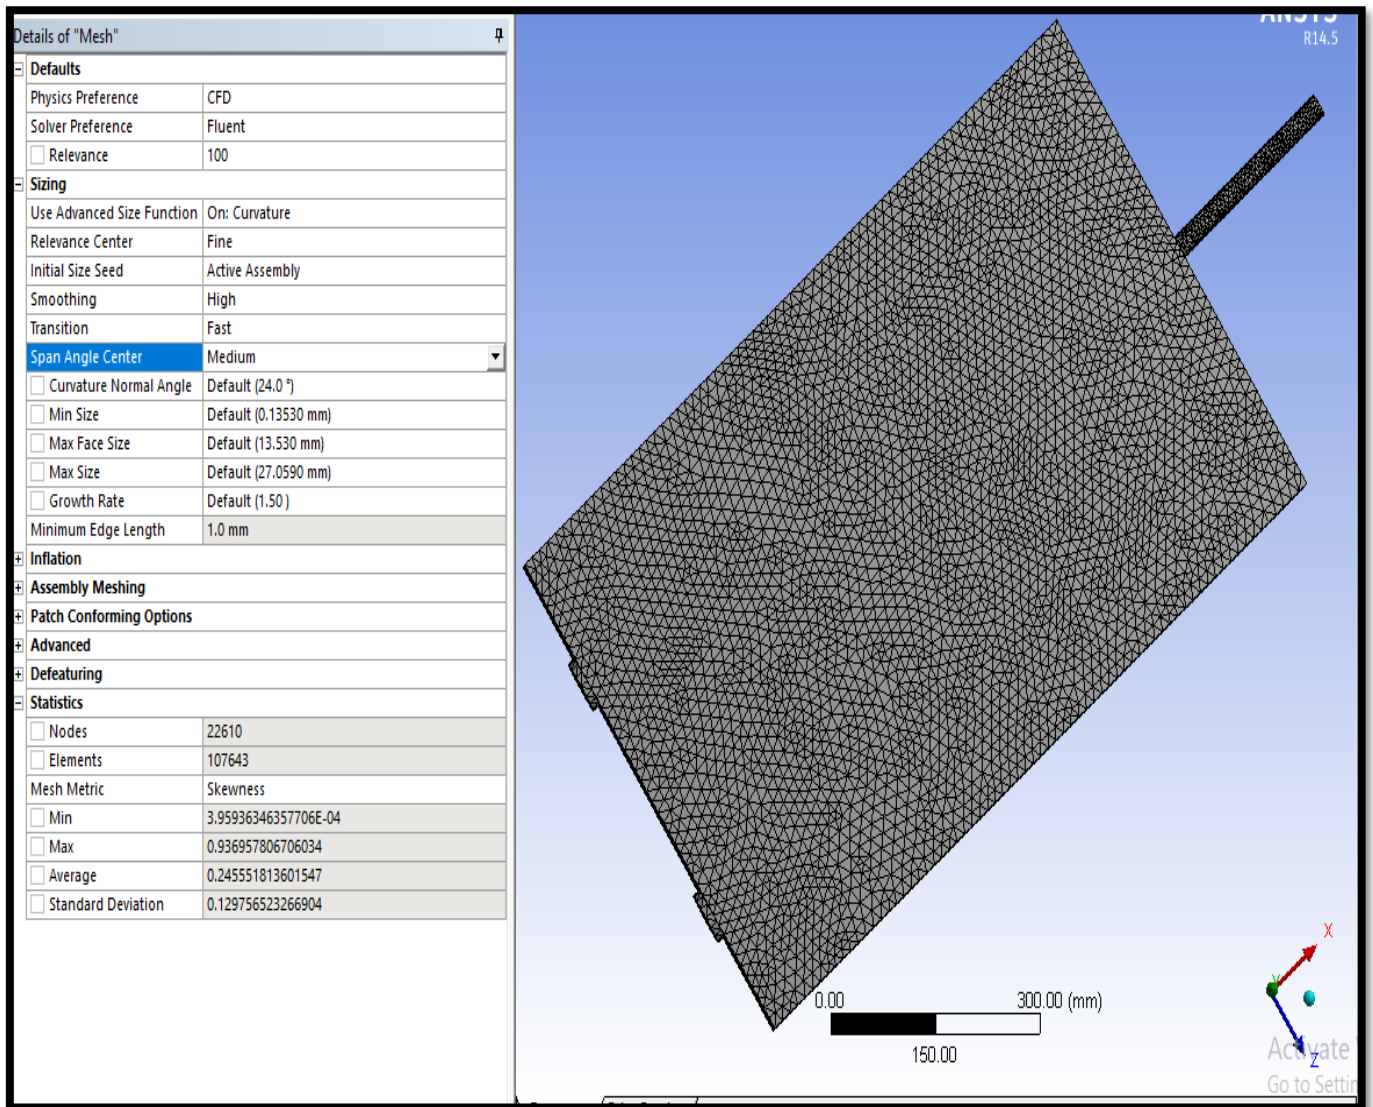 Details of "Mesh"
Defaults
Physics Preference CFD
Solver Preference Fluent
Relevance 100
Sizing
Use Advanced Size Function On: Curvature
Relevance Center Fine
Initial Size Seed Active Assembly
Smoothing High
Transition Fast
Span Angle Center Medium
Curvature Normal Angle Default (24.0 °)
Min Size Default (0.13530 mm)
Max Face Size Default (13.530 mm)
Max Size Default (27.0590 mm)
Growth Rate Default (1.50 )
Minimum Edge Length 1.0 mm
Inflation
Assembly Meshing
Patch Conforming Options
Advanced
Defeaturing
Statistics
Nodes 22610
Elements 107643
Mesh Metric Skewness
Min 3.95936346357706E-04
Max 0.936957806706034
Average 0.245551813601547
Standard Deviation 0.129756523266904
ANSYS
R14.5
X
Y
Z
0.00 300.00 (mm)
150.00
Activate
Go to Settin